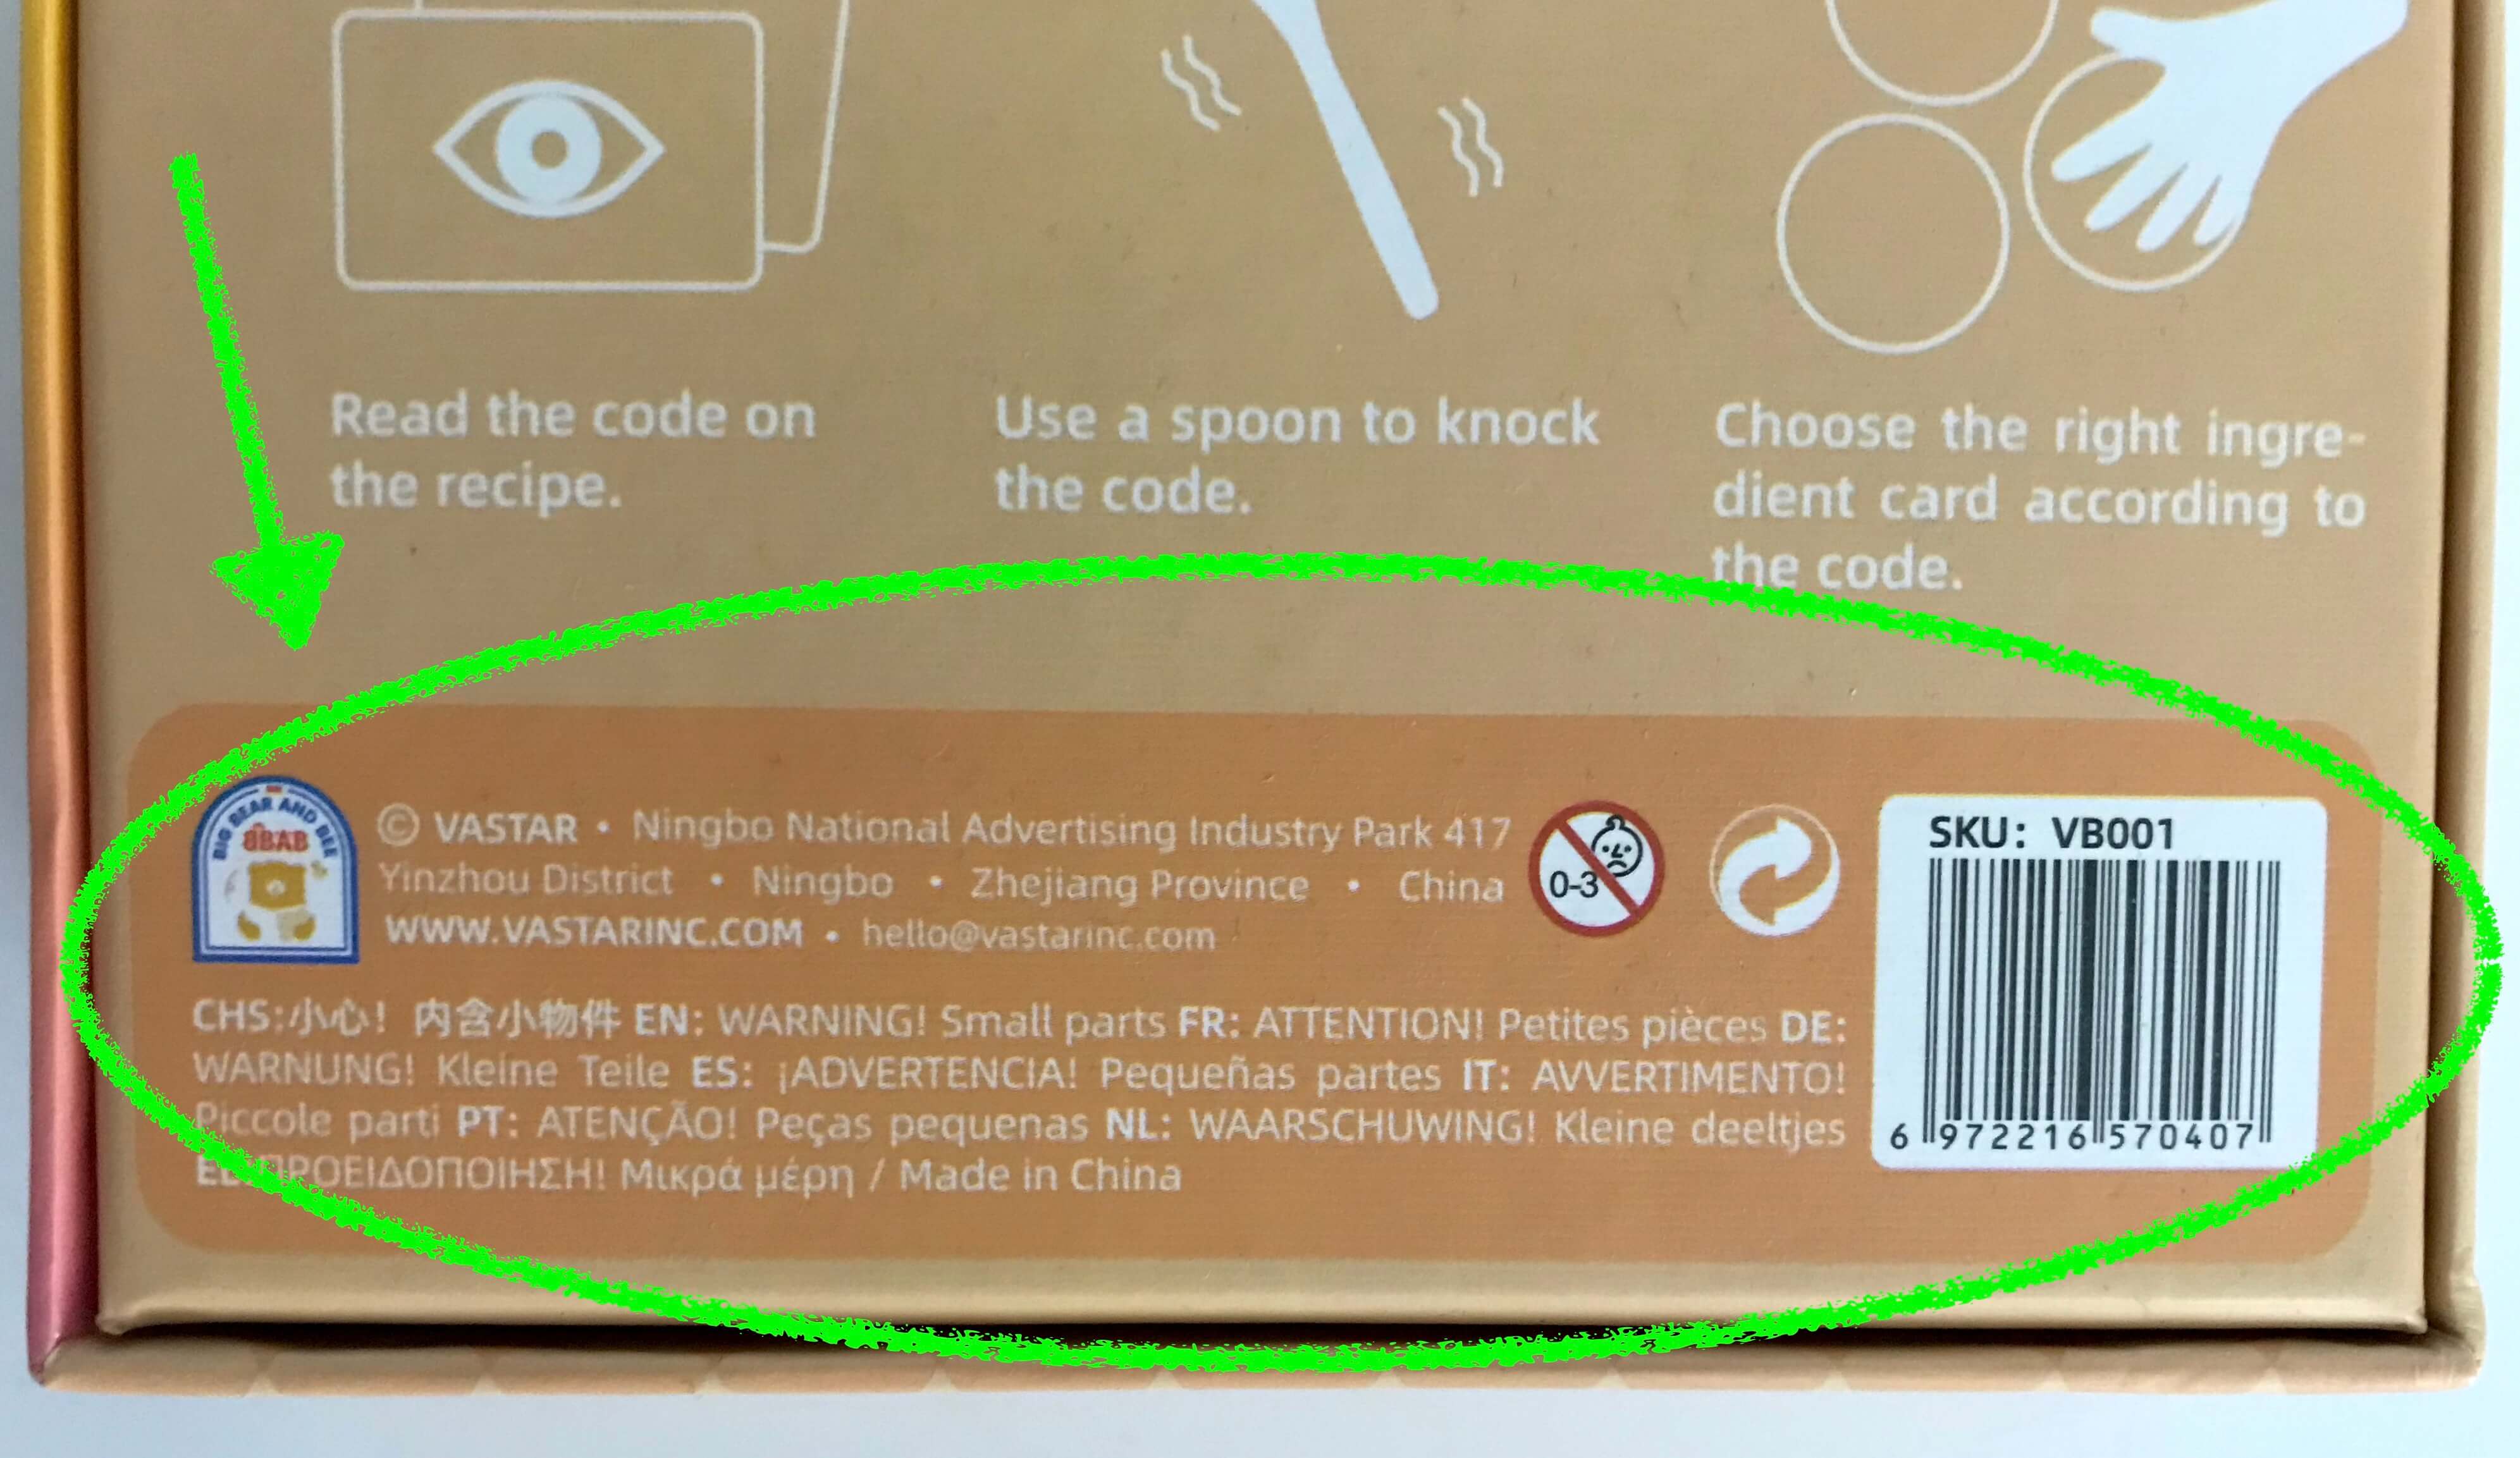 Read the code on
the recipe.
Use a spoon to knock
the code.
Choose the right ingre-
dient card according to
the code.
BIG BEAR AND BEE
BBAB
© VASTAR • Ningbo National Advertising Industry Park 417
Yinzhou District • Ningbo • Zhejiang Province • China
WWW.VASTARINC.COM • hello@vastarinc.com
0-3
SKU: VB001
6 972216 570407
CHS:小心! 内含小物件 EN: WARNING! Small parts FR: ATTENTION! Petites pièces DE:
WARNUNG! Kleine Teile ES: ¡ADVERTENCIA! Pequeñas partes IT: AVVERTIMENTO!
Piccole parti PT: ATENÇÃO! Peças pequenas NL: WAARSCHUWING! Kleine deeltjes
EL: ΠΡΟΕΙΔΟΠΟΙΗΣΗ! Μικρά μέρη / Made in China